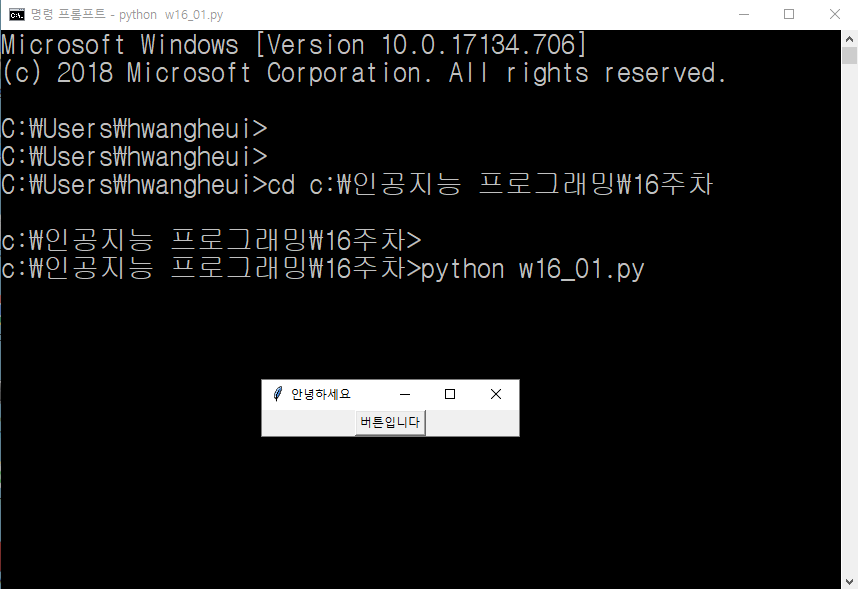 명령 프롬프트 - python  w16_01.py
Microsoft Windows [Version 10.0.17134.706]
(c) 2018 Microsoft Corporation. All rights reserved.
C:₩Users₩hwangheui>
C:₩Users₩hwangheui>
C:₩Users₩hwangheui>cd c:₩인공지능 프로그래밍₩16주차
c:₩인공지능 프로그래밍₩16주차>
c:₩인공지능 프로그래밍₩16주차>python w16_01.py
안녕하세요
버튼입니다